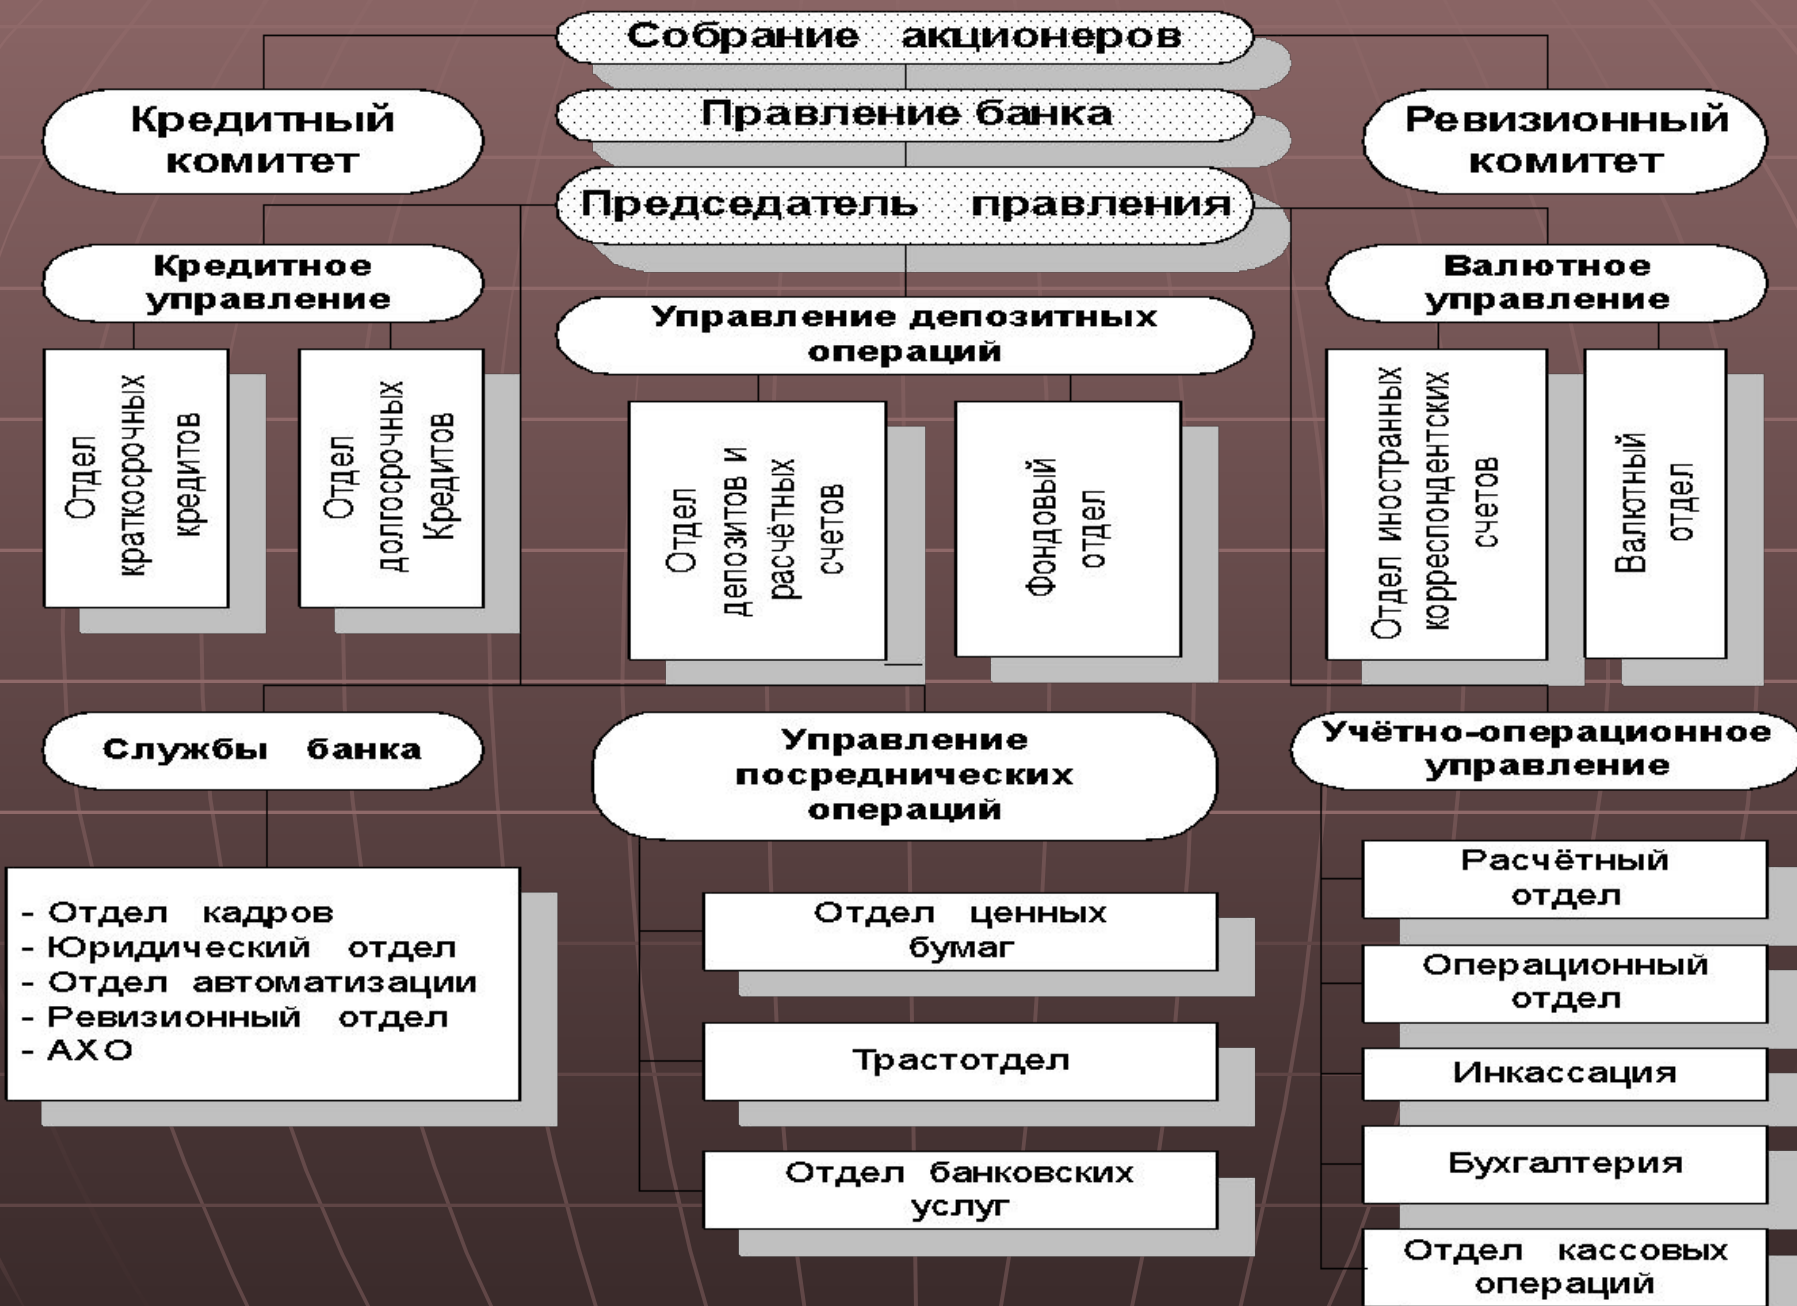 Собрание акционеров
Кредитный
комитет
Правление банка
Ревизионный
комитет
Председатель правления
Кредитное
управление
Управление депозитных
операций
Валютное
управление
Отдел
краткосрочных
кредитов
Отдел
долгосрочных
Кредитов
Отдел
депозитов и
расчётных
счетов
Фондовый
отдел
Отдел иностранных
корреспондентских
счетов
Валютный
отдел
Службы банка
Управление
посреднических
операций
Учётно-операционное
управление
- Отдел кадров
- Юридический отдел
- Отдел автоматизации
- Ревизионный отдел
- АХО
Отдел ценных
бумаг
Трастотдел
Отдел банковских
услуг
Расчётный
отдел
Операционный
отдел
Инкассация
Бухгалтерия
Отдел кассовых
операций